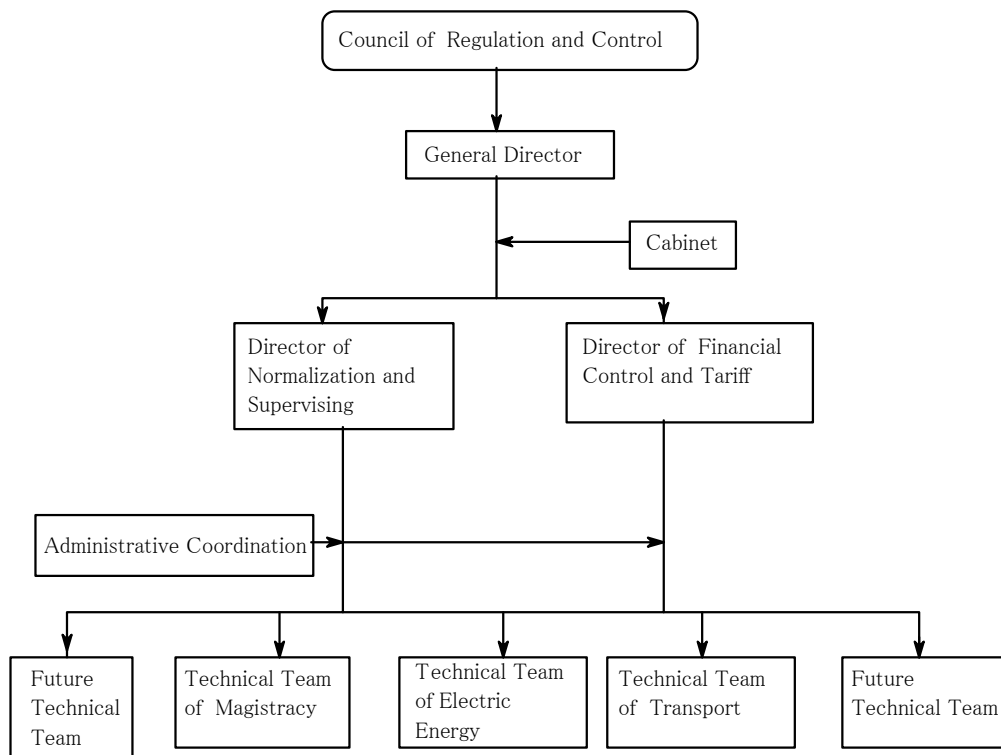 Council of Regulation and Control
General Director
Cabinet
Director of
Normalization and
Supervising
Director of Financial
Control and Tariff
Administrative Coordination
Future
Technical
Team
Technical Team
of Magistracy
Technical Team
of Electric
Energy
Technical Team
of Transport
Future
Technical Team